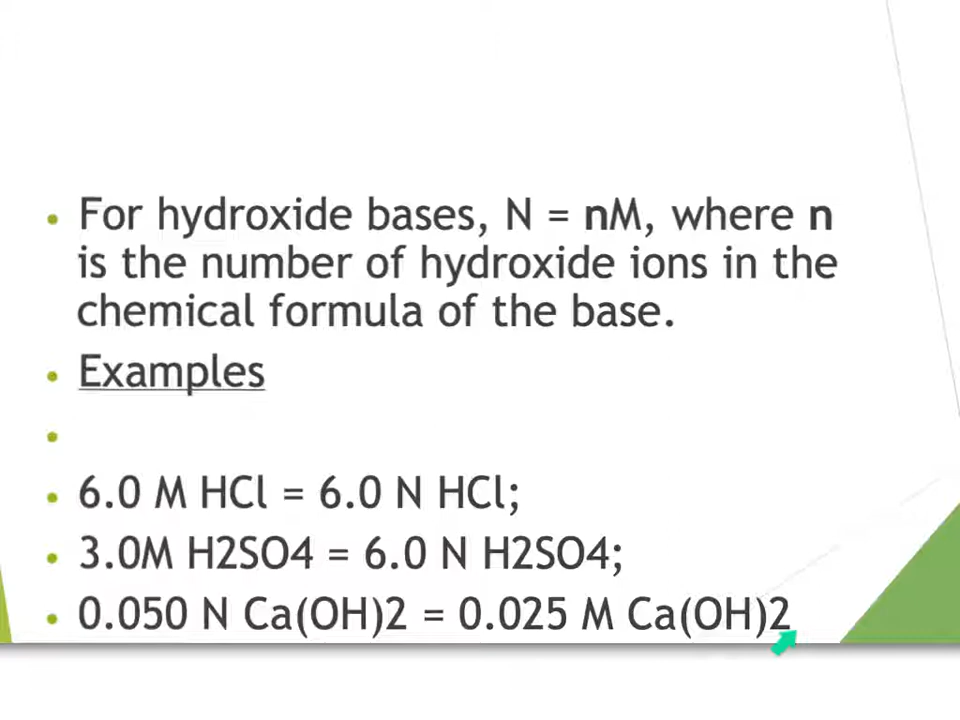 For hydroxide bases, N = nM, where n
is the number of hydroxide ions in the
chemical formula of the base.
Examples
6.0 M HCl = 6.0 N HCl;
3.0M H2SO4 = 6.0 N H2SO4;
0.050 N Ca(OH)2 = 0.025 M Ca(OH)2